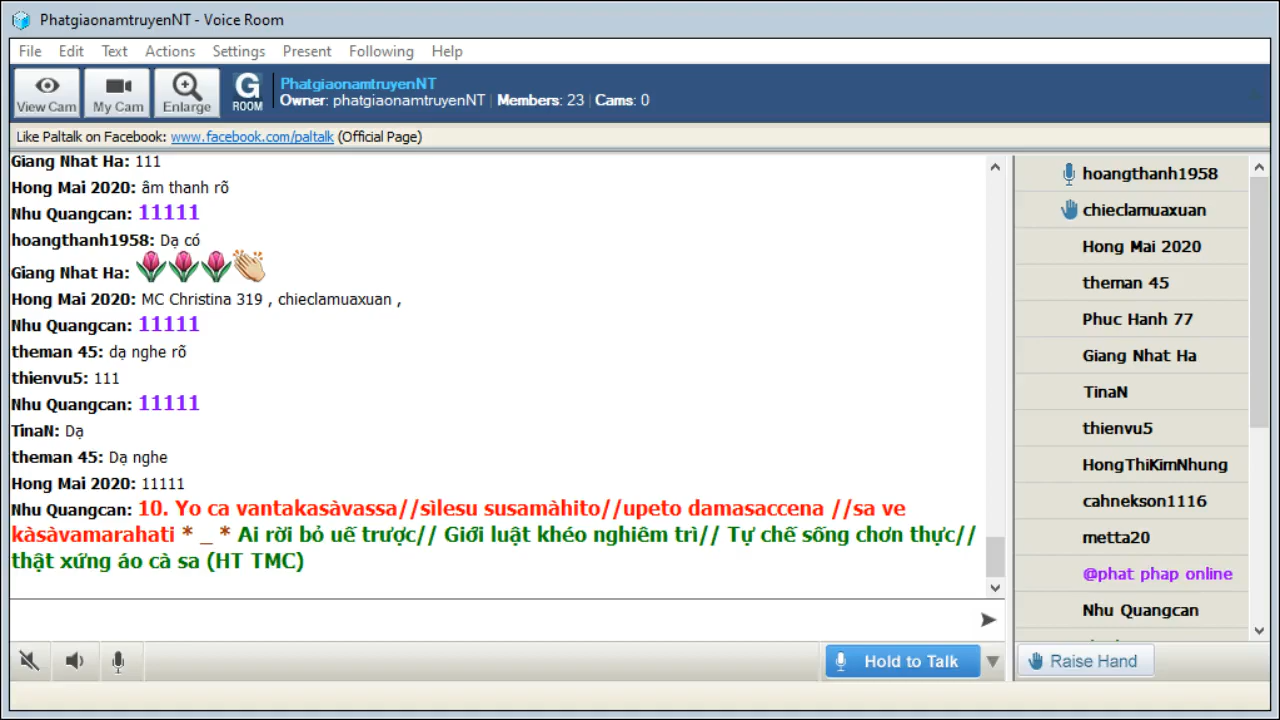 PhatgiaonamtruyenNT - Voice Room
File Edit Text Actions Settings Present Following Help
View Cam My Cam Enlarge G ROOM
PhatgiaonamtruyenNT
Owner: phatgiaonamtruyenNT | Members: 23 | Cams: 0
Like Paltalk on Facebook: www.facebook.com/paltalk (Official Page)
Giang Nhat Ha: 111
Hong Mai 2020: âm thanh rõ
Nhu Quangcan: 11111
hoangthanh1958: Dạ có
Giang Nhat Ha:
Hong Mai 2020: MC Christina 319 , chieclamuaxuan ,
Nhu Quangcan: 11111
theman 45: dạ nghe rõ
thienvu5: 111
Nhu Quangcan: 11111
TinaN: Dạ
theman 45: Dạ nghe
Hong Mai 2020: 11111
Nhu Quangcan: 10. Yo ca vantakasàvassa//sìlesu susamàhito//upeto damasaccena //sa ve
kàsàvamarahati * _ * Ai rời bỏ uế trược// Giới luật khéo nghiêm trì// Tự chế sống chơn thực//
thật xứng áo cà sa (HT TMC)
hoangthanh1958
chieclamuaxuan
Hong Mai 2020
theman 45
Phuc Hanh 77
Giang Nhat Ha
TinaN
thienvu5
HongThiKimNhung
cahnekson1116
metta20
@phat phap online
Nhu Quangcan
Hold to Talk
Raise Hand